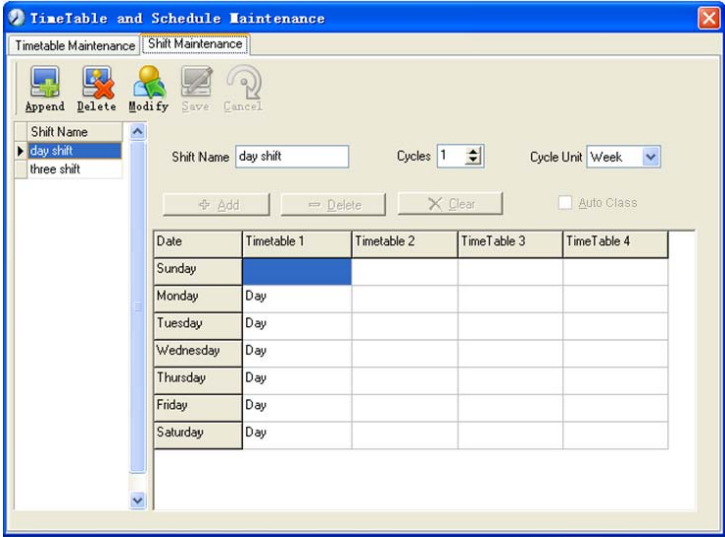 TimeTable and Schedule Maintenance
Timetable Maintenance Shift Maintenance
Append Delete Modify Save Cancel
Shift Name
day shift
three shift
Shift Name day shift Cycles 1 Cycle Unit Week
Add Delete Clear Auto Class
Date Timetable 1 Timetable 2 TimeTable 3 TimeTable 4
Sunday
Monday Day
Tuesday Day
Wednesday Day
Thursday Day
Friday Day
Saturday Day